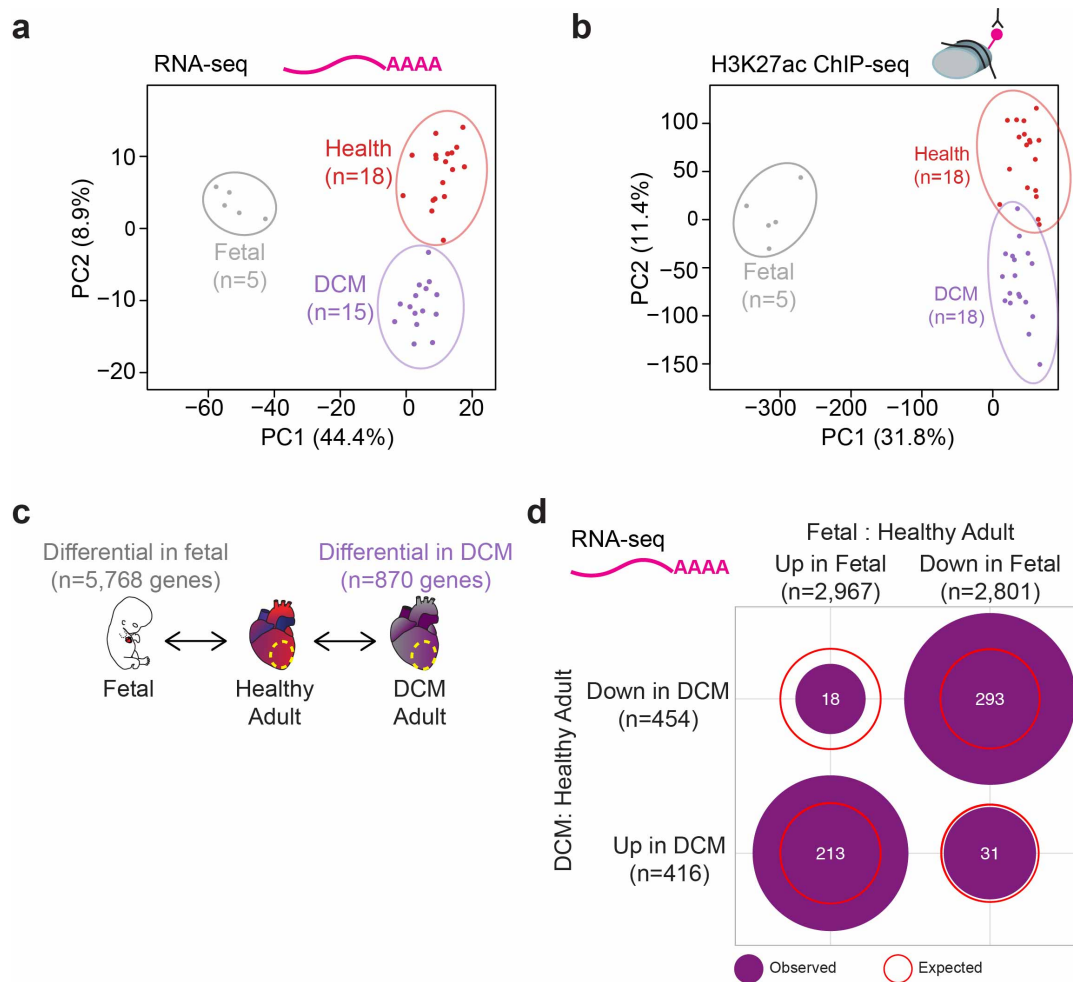 a
RNA-seq AAAA
Health
(n=18)
Fetal
(n=5)
DCM
(n=15)
PC2 (8.9%)
10
0
−10
−20
−60 −40 −20 0 20
PC1 (44.4%)
b
H3K27ac ChIP-seq
Health
(n=18)
Fetal
(n=5)
DCM
(n=18)
PC2 (11.4%)
100
50
0
−50
−100
−150
−300 −200 −100 0
PC1 (31.8%)
c
Differential in fetal
(n=5,768 genes)
Differential in DCM
(n=870 genes)
Fetal
Healthy
Adult
DCM
Adult
d
RNA-seq
AAAA
Fetal : Healthy Adult
Up in Fetal
(n=2,967)
Down in Fetal
(n=2,801)
DCM: Healthy Adult
Down in DCM
(n=454)
18
293
Up in DCM
(n=416)
213
31
Observed
Expected